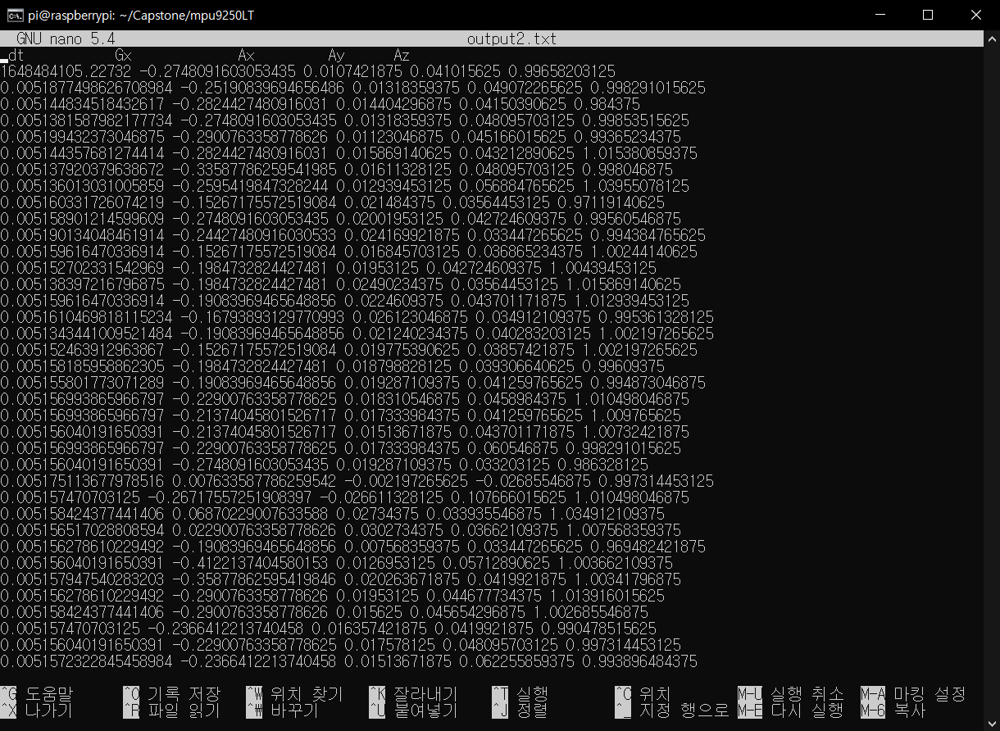 pi@raspberrypi: ~/Capstone/mpu9250LT
GNU nano 5.4 output2.txt
dt Gx Ax Ay Az
1648484105.22732 -0.2748091603053435 0.0107421875 0.041015625 0.99658203125
0.0051877498626708984 -0.25190839694656486 0.01318359375 0.049072265625 0.998291015625
0.005144834518432617 -0.2824427480916031 0.014404296875 0.04150390625 0.984375
0.0051381587982177734 -0.2748091603053435 0.01318359375 0.048095703125 0.99853515625
0.005199432373046875 -0.2900763358778626 0.01123046875 0.045166015625 0.99365234375
0.005144357681274414 -0.2824427480916031 0.015869140625 0.043212890625 1.015380859375
0.005137920379638672 -0.33587786259541985 0.01611328125 0.048095703125 0.998046875
0.005136013031005859 -0.2595419847328244 0.012939453125 0.056884765625 1.03955078125
0.005160331726074219 -0.15267175572519084 0.021484375 0.03564453125 0.97119140625
0.005158901214599609 -0.2748091603053435 0.02001953125 0.042724609375 0.99560546875
0.005190134048461914 -0.24427480916030533 0.024169921875 0.033447265625 0.994384765625
0.005159616470336914 -0.15267175572519084 0.016845703125 0.036865234375 1.00244140625
0.005152702331542969 -0.1984732824427481 0.01953125 0.042724609375 1.00439453125
0.005138397216796875 -0.1984732824427481 0.02490234375 0.03564453125 1.015869140625
0.005159616470336914 -0.19083969465648856 0.0224609375 0.043701171875 1.012939453125
0.0051610469818115234 -0.16793893129770993 0.026123046875 0.034912109375 0.995361328125
0.0051343441009521484 -0.19083969465648856 0.021240234375 0.040283203125 1.002197265625
0.005152463912963867 -0.15267175572519084 0.019775390625 0.03857421875 1.002197265625
0.005158185958862305 -0.1984732824427481 0.018798828125 0.039306640625 0.99609375
0.005155801773071289 -0.19083969465648856 0.019287109375 0.041259765625 0.994873046875
0.005156993865966797 -0.22900763358778625 0.018310546875 0.0458984375 1.010498046875
0.005156993865966797 -0.21374045801526717 0.017333984375 0.041259765625 1.009765625
0.005156040191650391 -0.21374045801526717 0.01513671875 0.043701171875 1.00732421875
0.005156993865966797 -0.22900763358778625 0.017333984375 0.060546875 0.998291015625
0.005156040191650391 -0.2748091603053435 0.019287109375 0.033203125 0.986328125
0.0051751113677978516 0.007633587786259542 -0.002197265625 -0.02685546875 0.997314453125
0.005157470703125 -0.26717557251908397 -0.026611328125 0.107666015625 1.010498046875
0.005158424377441406 0.06870229007633588 0.02734375 0.033935546875 1.034912109375
0.005156517028808594 0.022900763358778626 0.0302734375 0.03662109375 1.007568359375
0.005156278610229492 -0.19083969465648856 0.007568359375 0.033447265625 0.969482421875
0.005156040191650391 -0.4122137404580153 0.0126953125 0.05712890625 1.003662109375
0.005157947540283203 -0.35877862595419846 0.020263671875 0.0419921875 1.00341796875
0.005156278610229492 -0.2900763358778626 0.01953125 0.044677734375 1.013916015625
0.005158424377441406 -0.2900763358778626 0.015625 0.045654296875 1.002685546875
0.005157470703125 -0.2366412213740458 0.016357421875 0.0419921875 0.990478515625
0.005156040191650391 -0.22900763358778625 0.017578125 0.048095703125 0.997314453125
0.0051572322845458984 -0.2366412213740458 0.01513671875 0.062255859375 0.993896484375
^G 도움말 ^O 기록 저장 ^W 위치 찾기 ^K 잘라내기 ^T 실행 ^C 위치 M-U 실행 취소 M-A 마킹 설정
^X 나가기 ^R 파일 읽기 ^\ 바꾸기 ^U 붙여넣기 ^J 정렬 ^_ 지정 행으로 M-E 다시 실행 M-6 복사